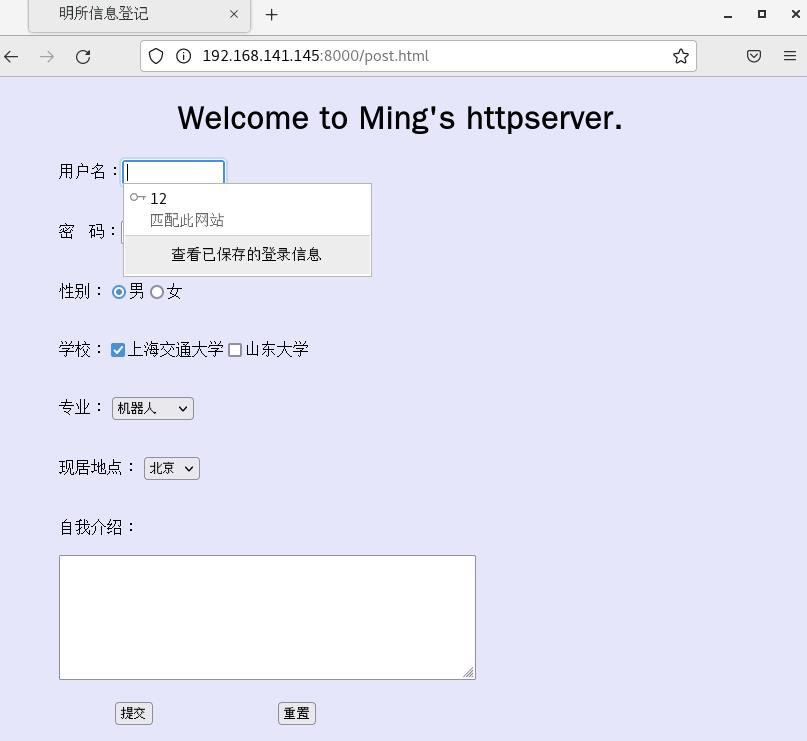 明所信息登记
192.168.141.145:8000/post.html
Welcome to Ming's httpserver.
用户名：
12
匹配此网站
密 码：
查看已保存的登录信息
性别： 男 女
学校： 上海交通大学 山东大学
专业： 机器人
现居地点： 北京
自我介绍：
提交 重置